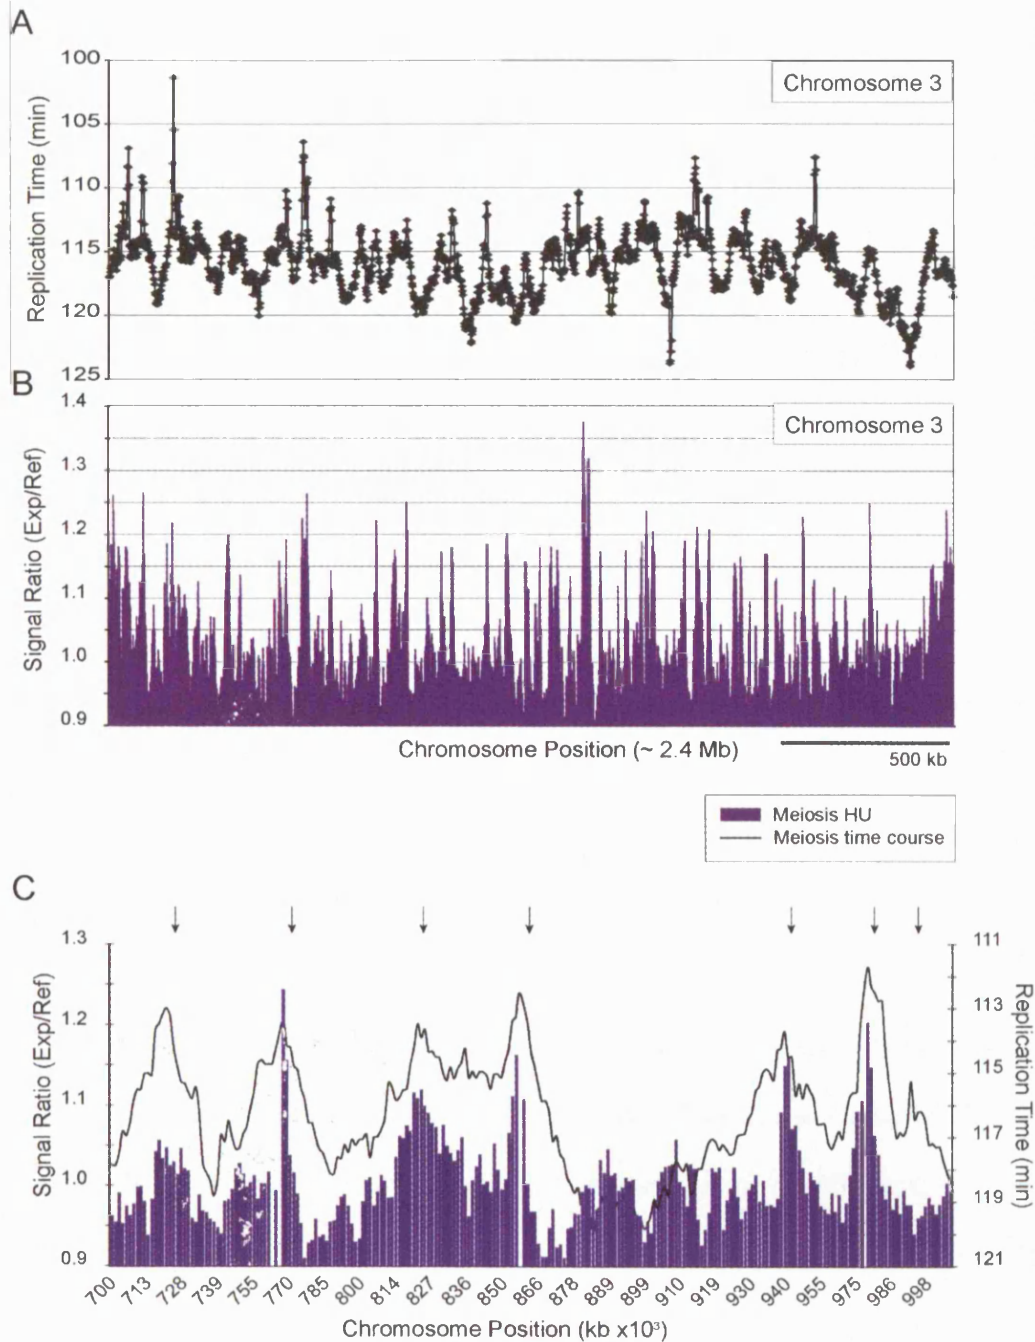 A
Replication Time (min)
100
105
110
115
120
125
Chromosome 3
B
Signal Ratio (Exp/Ref)
1.4
1.3
1.2
1.1
1.0
0.9
Chromosome 3
Chromosome Position (~ 2.4 Mb)
500 kb
Meiosis HU
Meiosis time course
C
Signal Ratio (Exp/Ref)
1.3
1.2
1.1
1.0
0.9
111
113
115
117
119
121
Replication Time (min)
700 713 728 739 755 770 785 800 814 827 836 850 866 878 889 899 910 919 930 940 955 975 986 998
Chromosome Position (kb x10³)